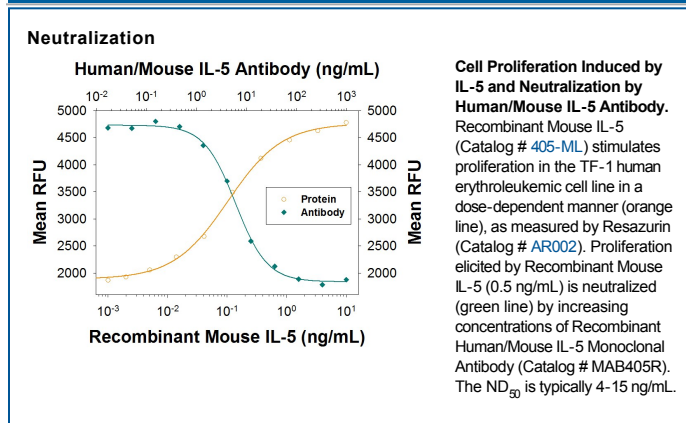 Neutralization
Human/Mouse IL-5 Antibody (ng/mL)
10-2 10-1 100 101 102 103
5000 5000
4500 4500
4000 4000
3500 3500
3000 3000
2500 2500
2000 2000
Mean RFU
Mean RFU
Protein
Antibody
10-3 10-2 10-1 100 101
Recombinant Mouse IL-5 (ng/mL)
Cell Proliferation Induced by
IL-5 and Neutralization by
Human/Mouse IL-5 Antibody.
Recombinant Mouse IL-5
(Catalog # 405-ML) stimulates
proliferation in the TF-1 human
erythroleukemic cell line in a
dose-dependent manner (orange
line), as measured by Resazurin
(Catalog # AR002). Proliferation
elicited by Recombinant Mouse
IL-5 (0.5 ng/mL) is neutralized
(green line) by increasing
concentrations of Recombinant
Human/Mouse IL-5 Monoclonal
Antibody (Catalog # MAB405R).
The ND50 is typically 4-15 ng/mL.